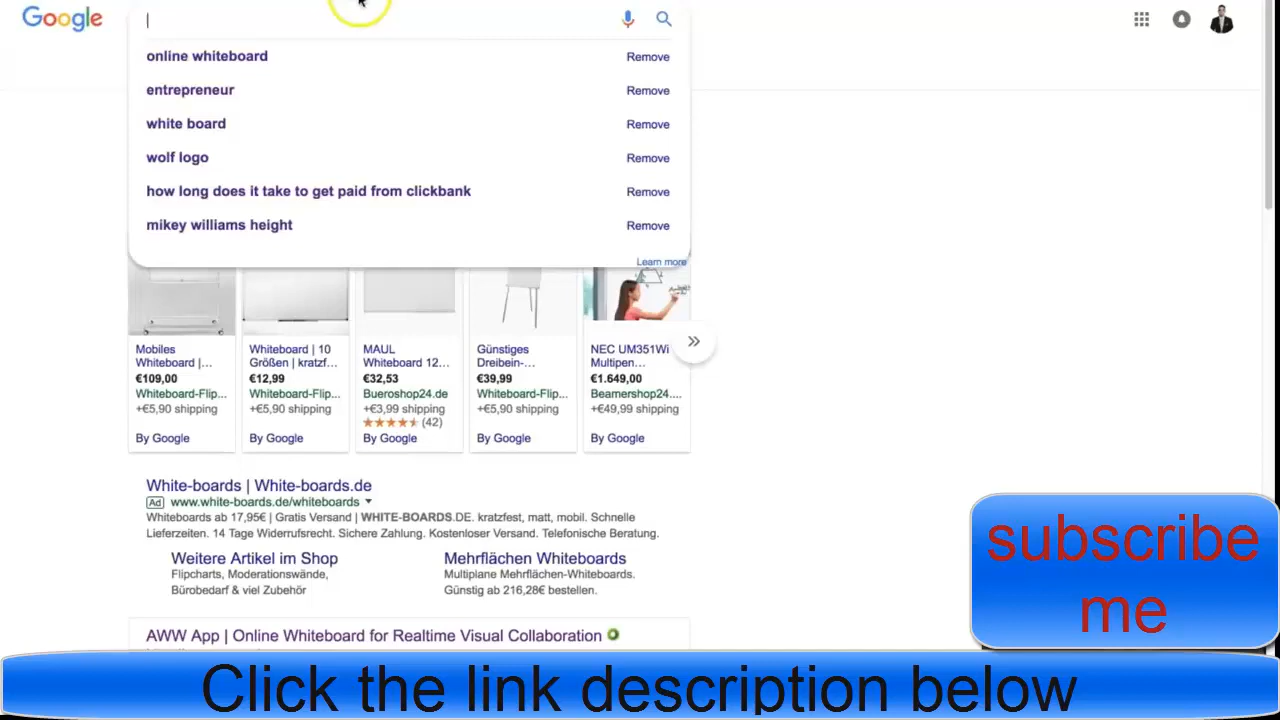 Google
online whiteboard Remove
entrepreneur Remove
white board Remove
wolf logo Remove
how long does it take to get paid from clickbank Remove
mikey williams height Remove
Learn more
Mobiles
Whiteboard |...
€109,00
Whiteboard-Flip...
+€5,90 shipping
By Google
Whiteboard | 10
Größen | kratzf...
€12,99
Whiteboard-Flip...
+€5,90 shipping
By Google
MAUL
Whiteboard 12...
€32,53
Bueroshop24.de
+€3,99 shipping
(42)
By Google
Günstiges
Dreibein-...
€39,99
Whiteboard-Flip...
+€5,90 shipping
By Google
NEC UM351Wi
Multipen...
€1.649,00
Beamershop24....
+€49,99 shipping
By Google
White-boards | White-boards.de
Ad www.white-boards.de/whiteboards
Whiteboards ab 17,95€ | Gratis Versand | WHITE-BOARDS.DE. kratzfest, matt, mobil. Schnelle
Lieferzeiten. 14 Tage Widerrufsrecht. Sichere Zahlung. Kostenloser Versand. Telefonische Beratung.
Weitere Artikel im Shop
Flipcharts, Moderationswände,
Bürobedarf & viel Zubehör
Mehrflächen Whiteboards
Multiplane Mehrflächen-Whiteboards.
Günstig ab 216,28€ bestellen.
AWW App | Online Whiteboard for Realtime Visual Collaboration
subscribe
me
Click the link description below